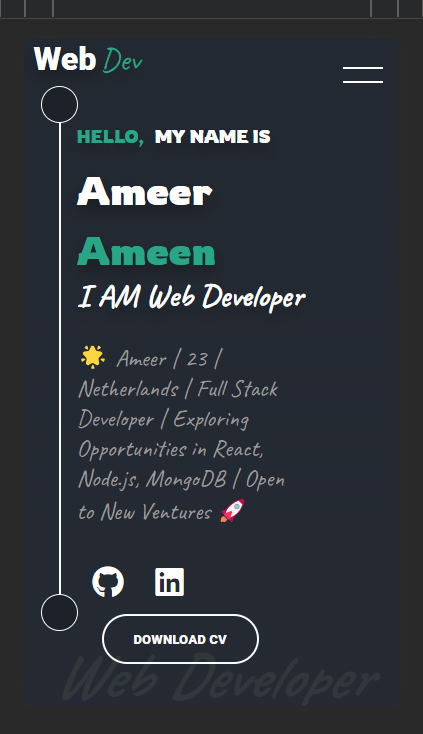 Web Dev
HELLO, MY NAME IS
Ameer
Ameen
I AM Web Developer
🌟 Ameer | 23 |
Netherlands | Full Stack
Developer | Exploring
Opportunities in React,
Node.js, MongoDB | Open
to New Ventures 🚀
in
DOWNLOAD CV
Web Developer